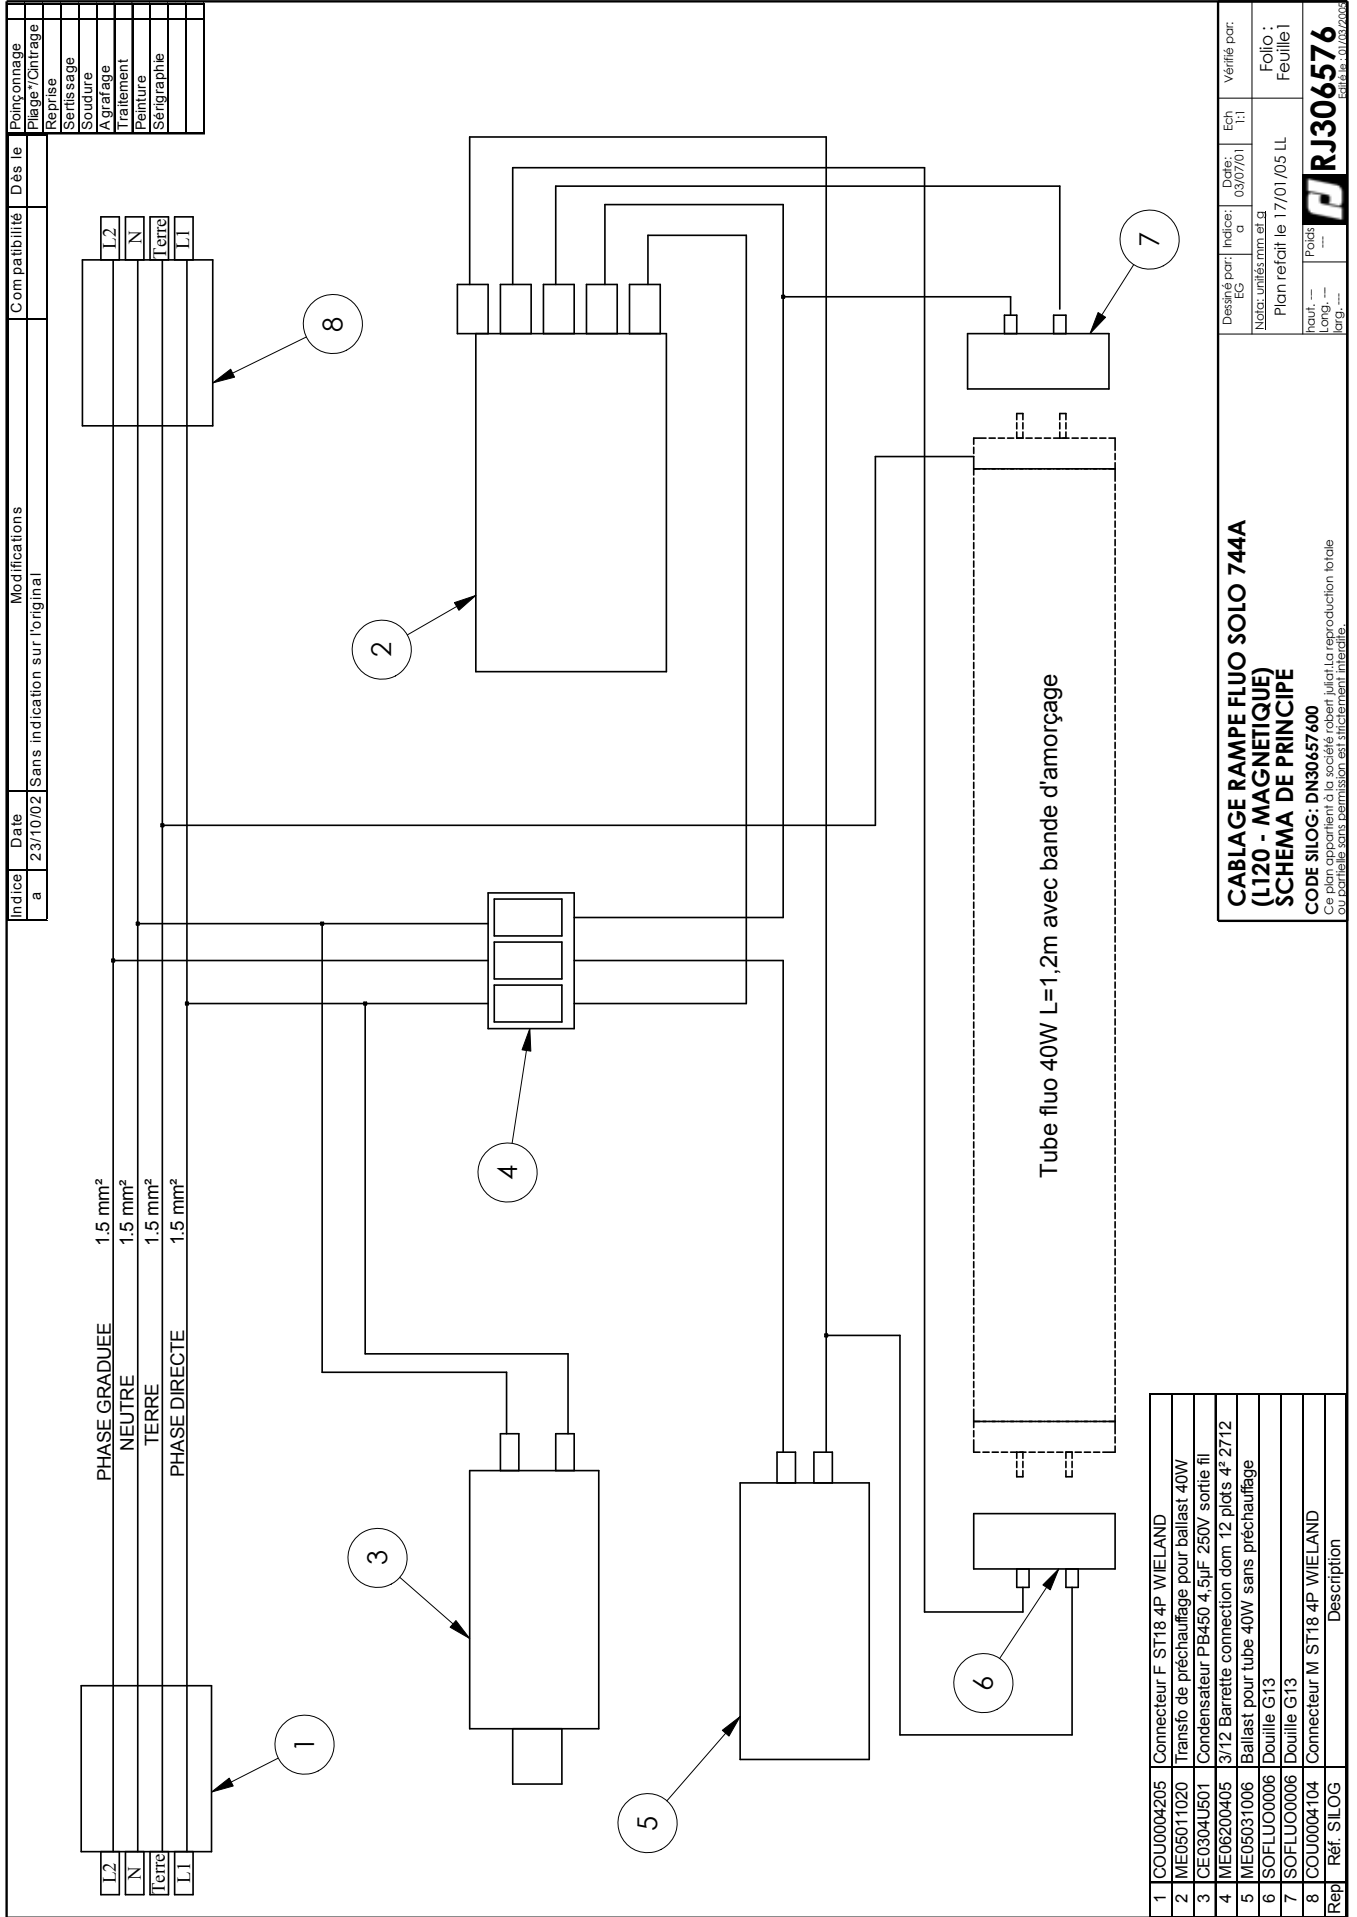 Indice Date Modifications Compatibilité Dès le
a 23/10/02 Sans indication sur l'original
Poinçonnage
Pliage*/Cintrage
Reprise
Sertissage
Soudure
Agrafage
Traitement
Peinture
Sérigraphie
L2
N
Terre
L1
PHASE GRADUEE 1.5 mm²
NEUTRE 1.5 mm²
TERRE 1.5 mm²
PHASE DIRECTE 1.5 mm²
L2
N
Terre
L1
1
8
3
4
2
5
6
7
Tube fluo 40W L=1,2m avec bande d'amorçage
1 COU0004205 Connecteur F ST18 4P WIELAND
2 ME05011020 Transfo de préchauffage pour ballast 40W
3 CE0304U501 Condensateur PB450 4,5µF 250V sortie fil
4 ME06200405 3/12 Barrette connection dom 12 plots 4² 2712
5 ME05031006 Ballast pour tube 40W sans préchauffage
6 SOFLUO0006 Douille G13
7 SOFLUO0006 Douille G13
8 COU0004104 Connecteur M ST18 4P WIELAND
Rep Réf. SILOG Description
CABLAGE RAMPE FLUO SOLO 744A
(L120 - MAGNETIQUE)
SCHEMA DE PRINCIPE
CODE SILOG: DN30657600
Ce plan appartient à la société robert juliat.La reproduction totale
ou partielle sans permission est strictement interdite.
Dessiné par: EG
Indice: a
Date: 03/07/01
Ech 1:1
Vérifié par:
Nota: unités mm et g
Plan refait le 17/01/05 LL
Folio :
Feuille1
haut. ---
Long. ---
larg. ---
Poids
---
RJ306576
Edité le : 01/03/2005